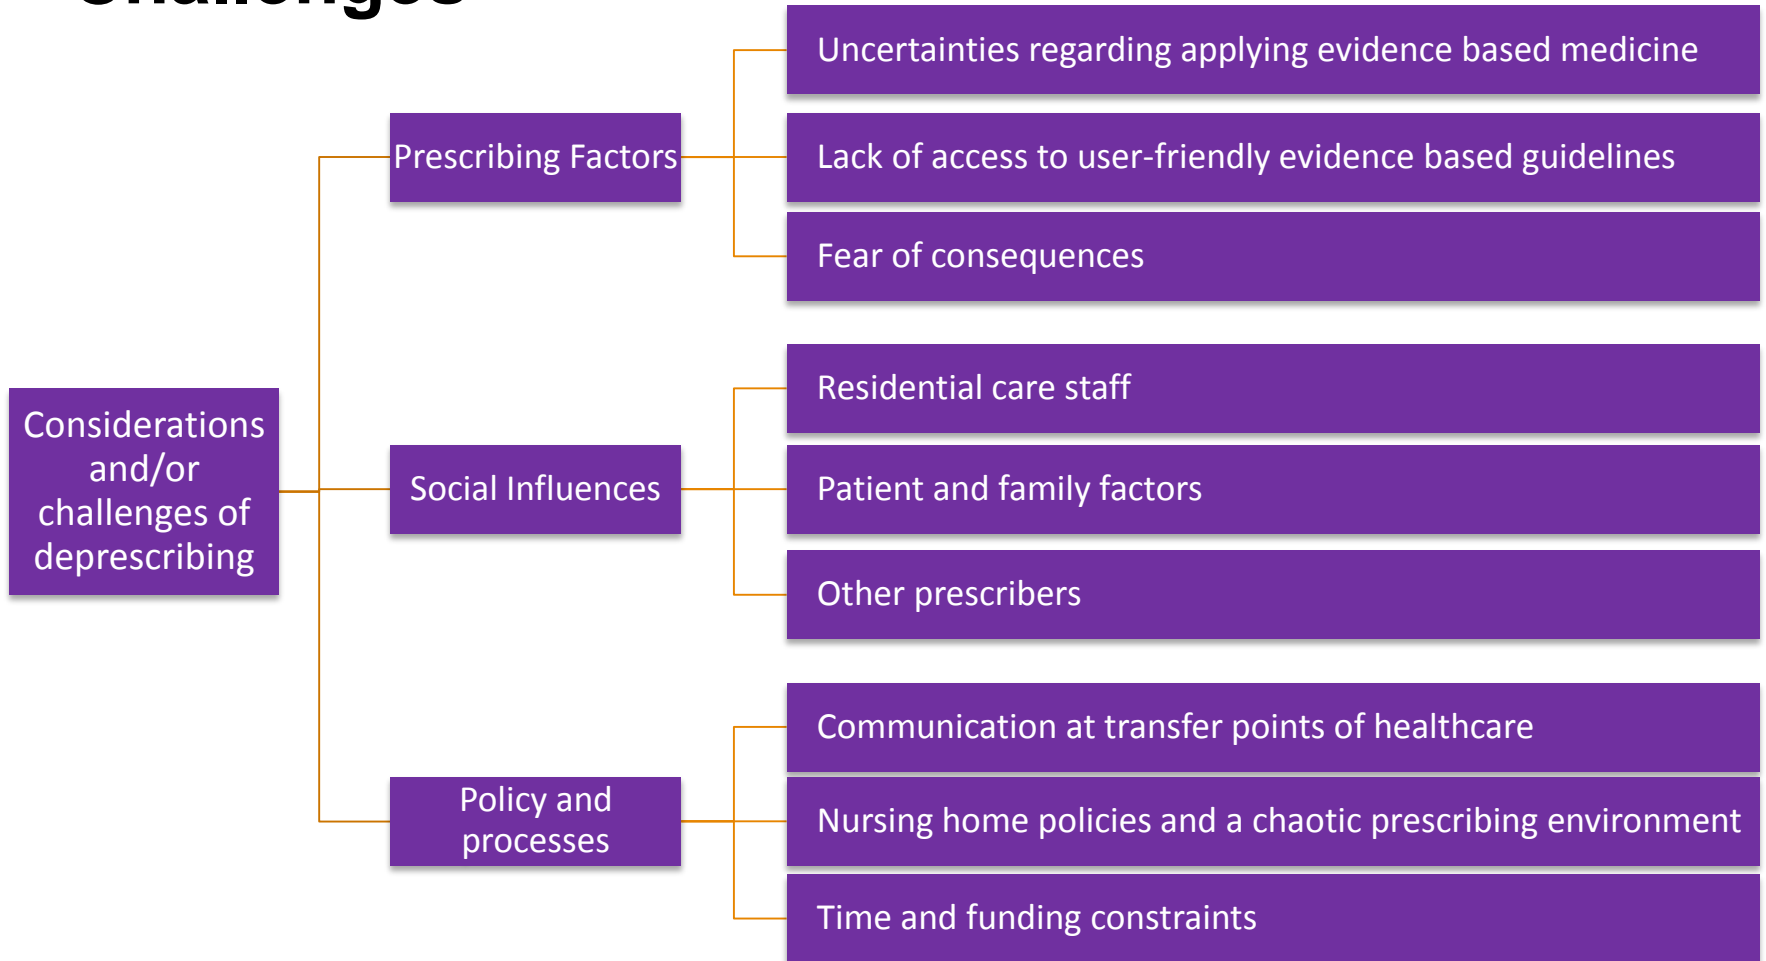 Challenges
Considerations
and/or
challenges of
deprescribing
Prescribing Factors
Uncertainties regarding applying evidence based medicine
Lack of access to user-friendly evidence based guidelines
Fear of consequences
Social Influences
Residential care staff
Patient and family factors
Other prescribers
Policy and
processes
Communication at transfer points of healthcare
Nursing home policies and a chaotic prescribing environment
Time and funding constraints